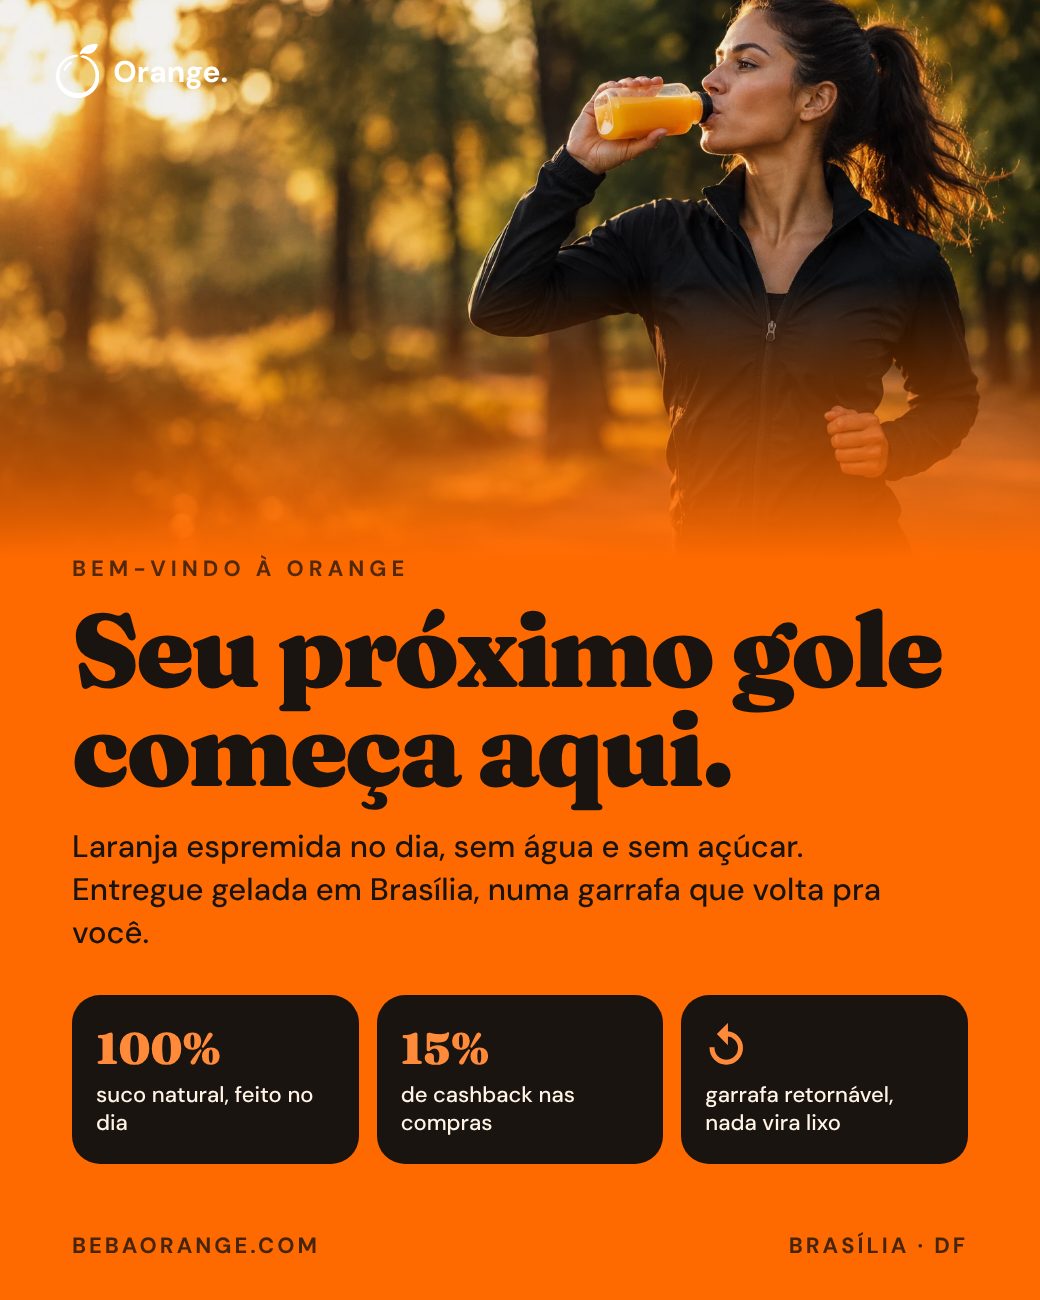 Orange.
BEM-VINDO À ORANGE
Seu próximo gole
começa aqui.
Laranja espremida no dia, sem água e sem açúcar.
Entregue gelada em Brasília, numa garrafa que volta pra
você.
100%
suco natural, feito no
dia
15%
de cashback nas
compras
garrafa retornável,
nada vira lixo
BEBAORANGE.COM
BRASÍLIA · DF